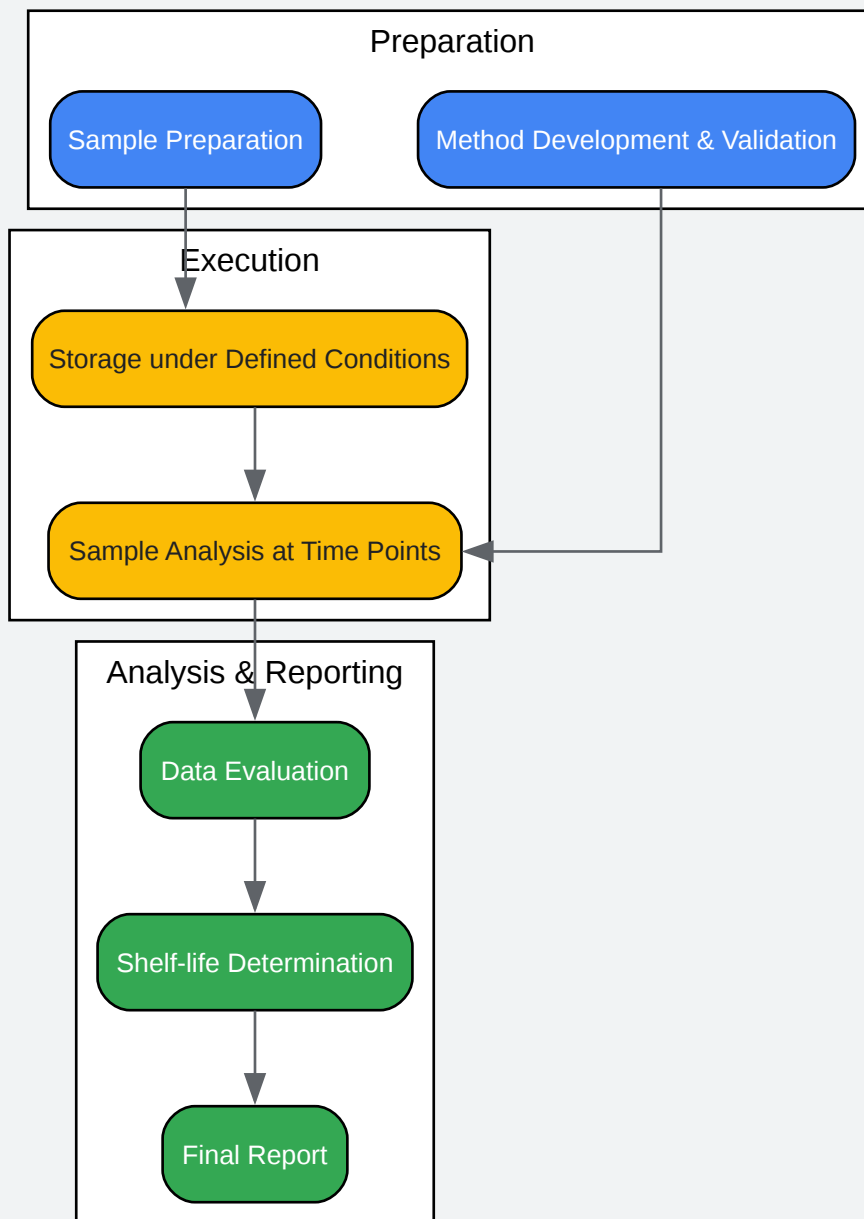 Preparation
Sample Preparation
Method Development & Validation
Execution
Storage under Defined Conditions
Sample Analysis at Time Points
Analysis & Reporting
Data Evaluation
Shelf-life Determination
Final Report